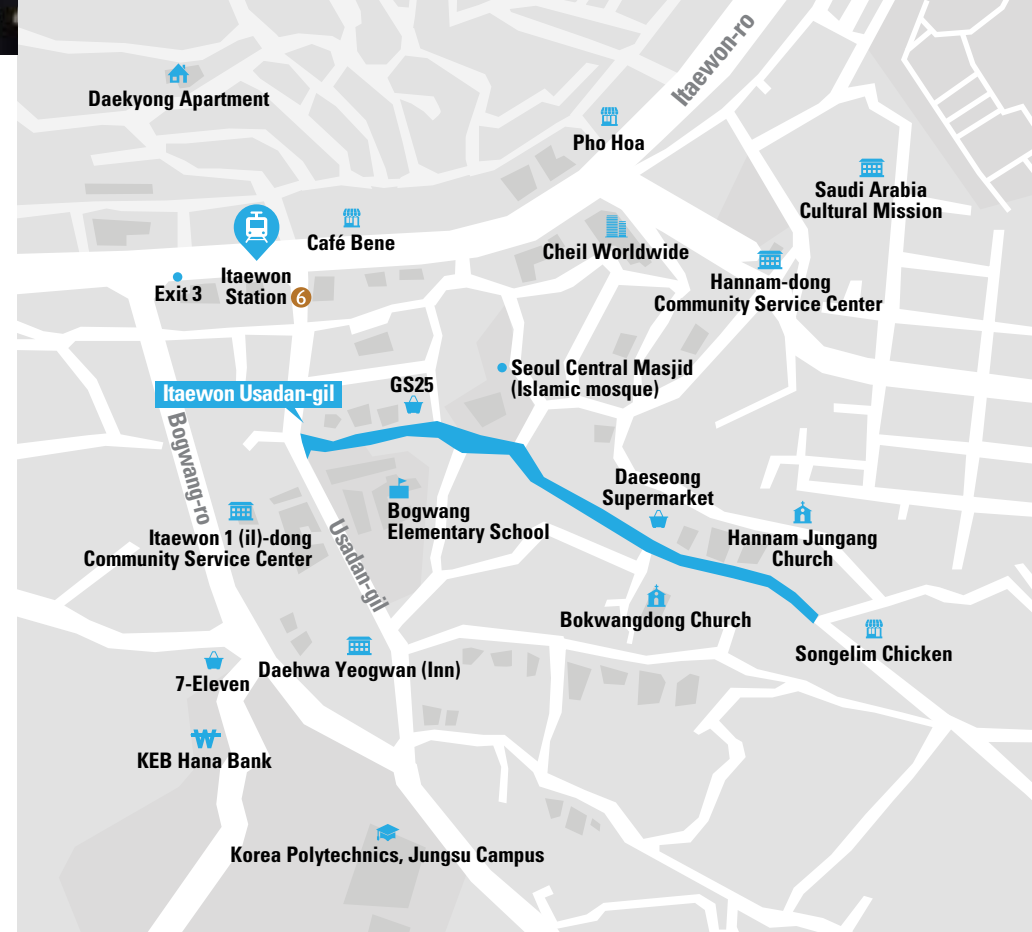 Itaewon-ro
Daekyong Apartment
Pho Hoa
Saudi Arabia
Cultural Mission
Café Bene
Cheil Worldwide
Itaewon
Station 6
Exit 3
Hannam-dong
Community Service Center
Seoul Central Masjid
(Islamic mosque)
Itaewon Usadan-gil
GS25
Bogwang-ro
Daeseong
Supermarket
Bogwang
Elementary School
Itaewon 1 (il)-dong
Community Service Center
Usadan-gil
Hannam Jungang
Church
Bokwangdong Church
Songelim Chicken
Daehwa Yeogwan (Inn)
7-Eleven
KEB Hana Bank
Korea Polytechnics, Jungsu Campus